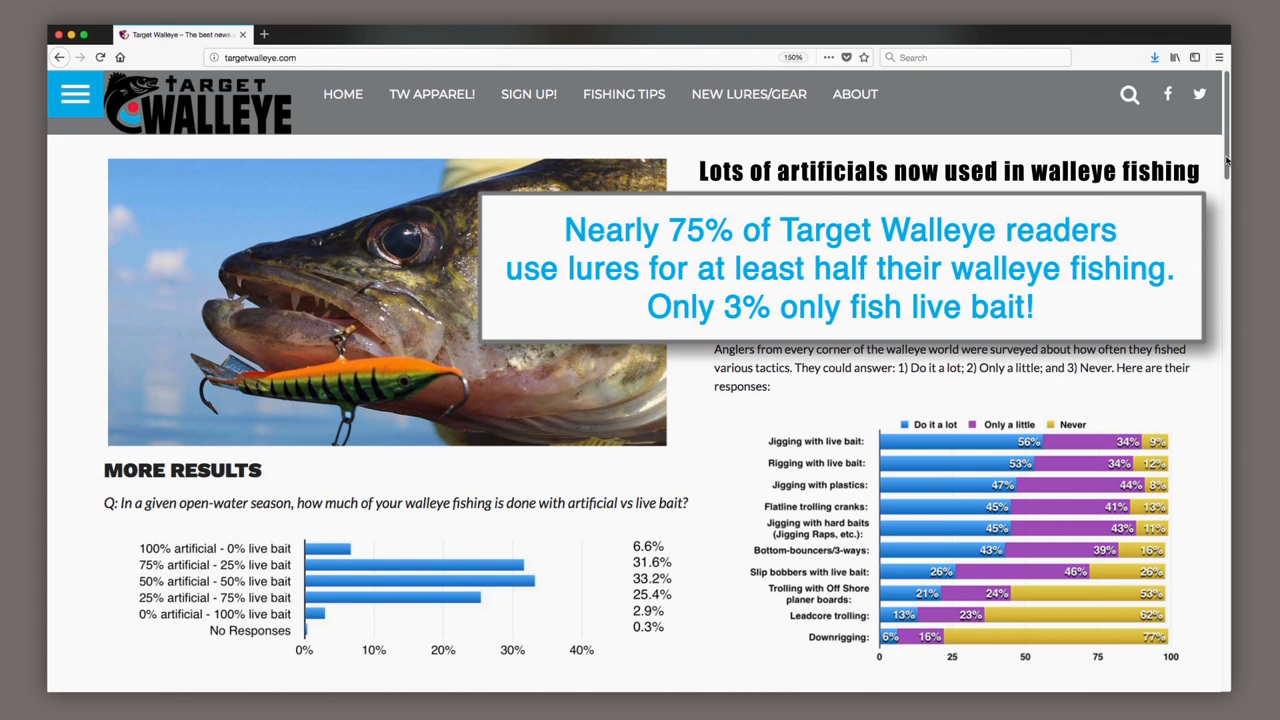 Target Walleye – The best news
targetwalleye.com
150%
Search
TARGET
WALLEYE
HOME
TW APPAREL!
SIGN UP!
FISHING TIPS
NEW LURES/GEAR
ABOUT
Lots of artificials now used in walleye fishing
Nearly 75% of Target Walleye readers
use lures for at least half their walleye fishing.
Only 3% only fish live bait!
Anglers from every corner of the walleye world were surveyed about how often they fished
various tactics. They could answer: 1) Do it a lot; 2) Only a little; and 3) Never. Here are their
responses:
MORE RESULTS
Q: In a given open-water season, how much of your walleye fishing is done with artificial vs live bait?
100% artificial - 0% live bait 6.6%
75% artificial - 25% live bait 31.6%
50% artificial - 50% live bait 33.2%
25% artificial - 75% live bait 25.4%
0% artificial - 100% live bait 2.9%
No Responses 0.3%
0% 10% 20% 30% 40%
Do it a lot Only a little Never
Jigging with live bait: 56% 34% 9%
Rigging with live bait: 53% 34% 12%
Jigging with plastics: 47% 44% 8%
Flatline trolling cranks: 45% 41% 13%
Jigging with hard baits
(Jigging Raps, etc.): 45% 43% 11%
Bottom-bouncers/3-ways: 43% 39% 16%
Slip bobbers with live bait: 26% 46% 26%
Trolling with Off Shore
planer boards: 21% 24% 53%
Leadcore trolling: 13% 23% 62%
Downrigging: 6% 16% 77%
0 25 50 75 100